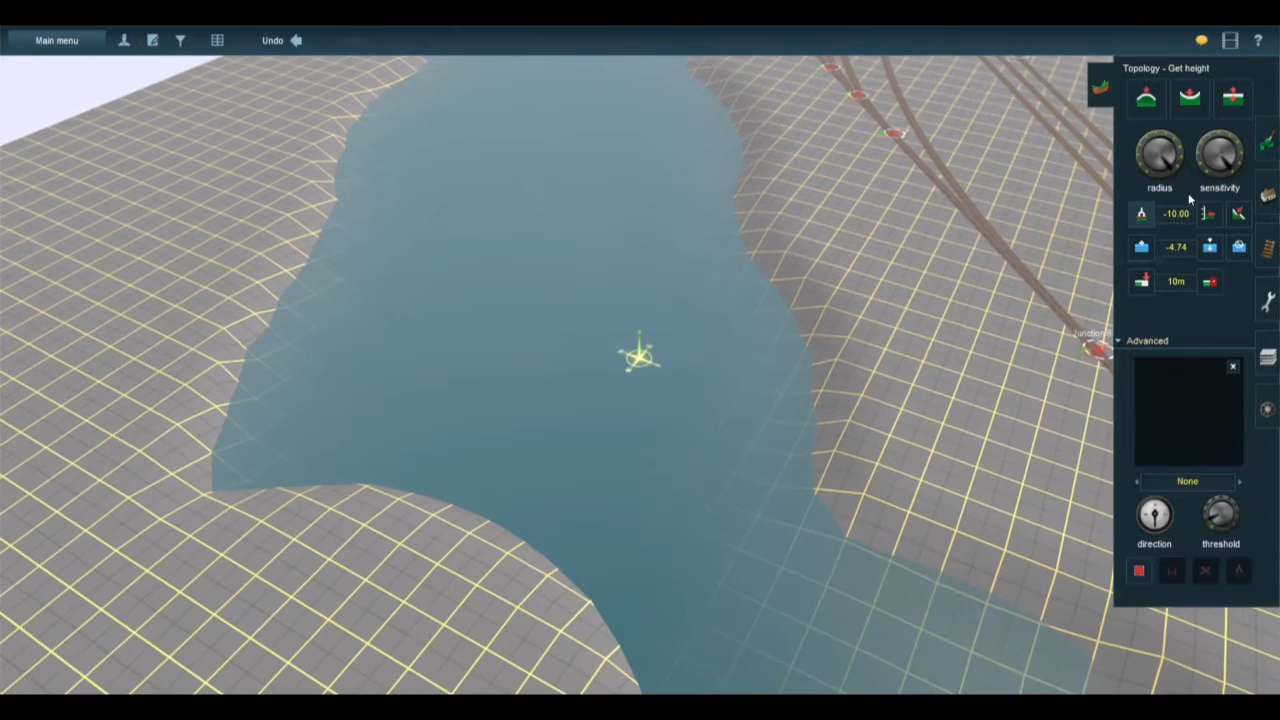 Main menu
Undo
?
Topology - Get height
radius
sensitivity
-10.00
-4.74
10m
Advanced
None
direction
threshold